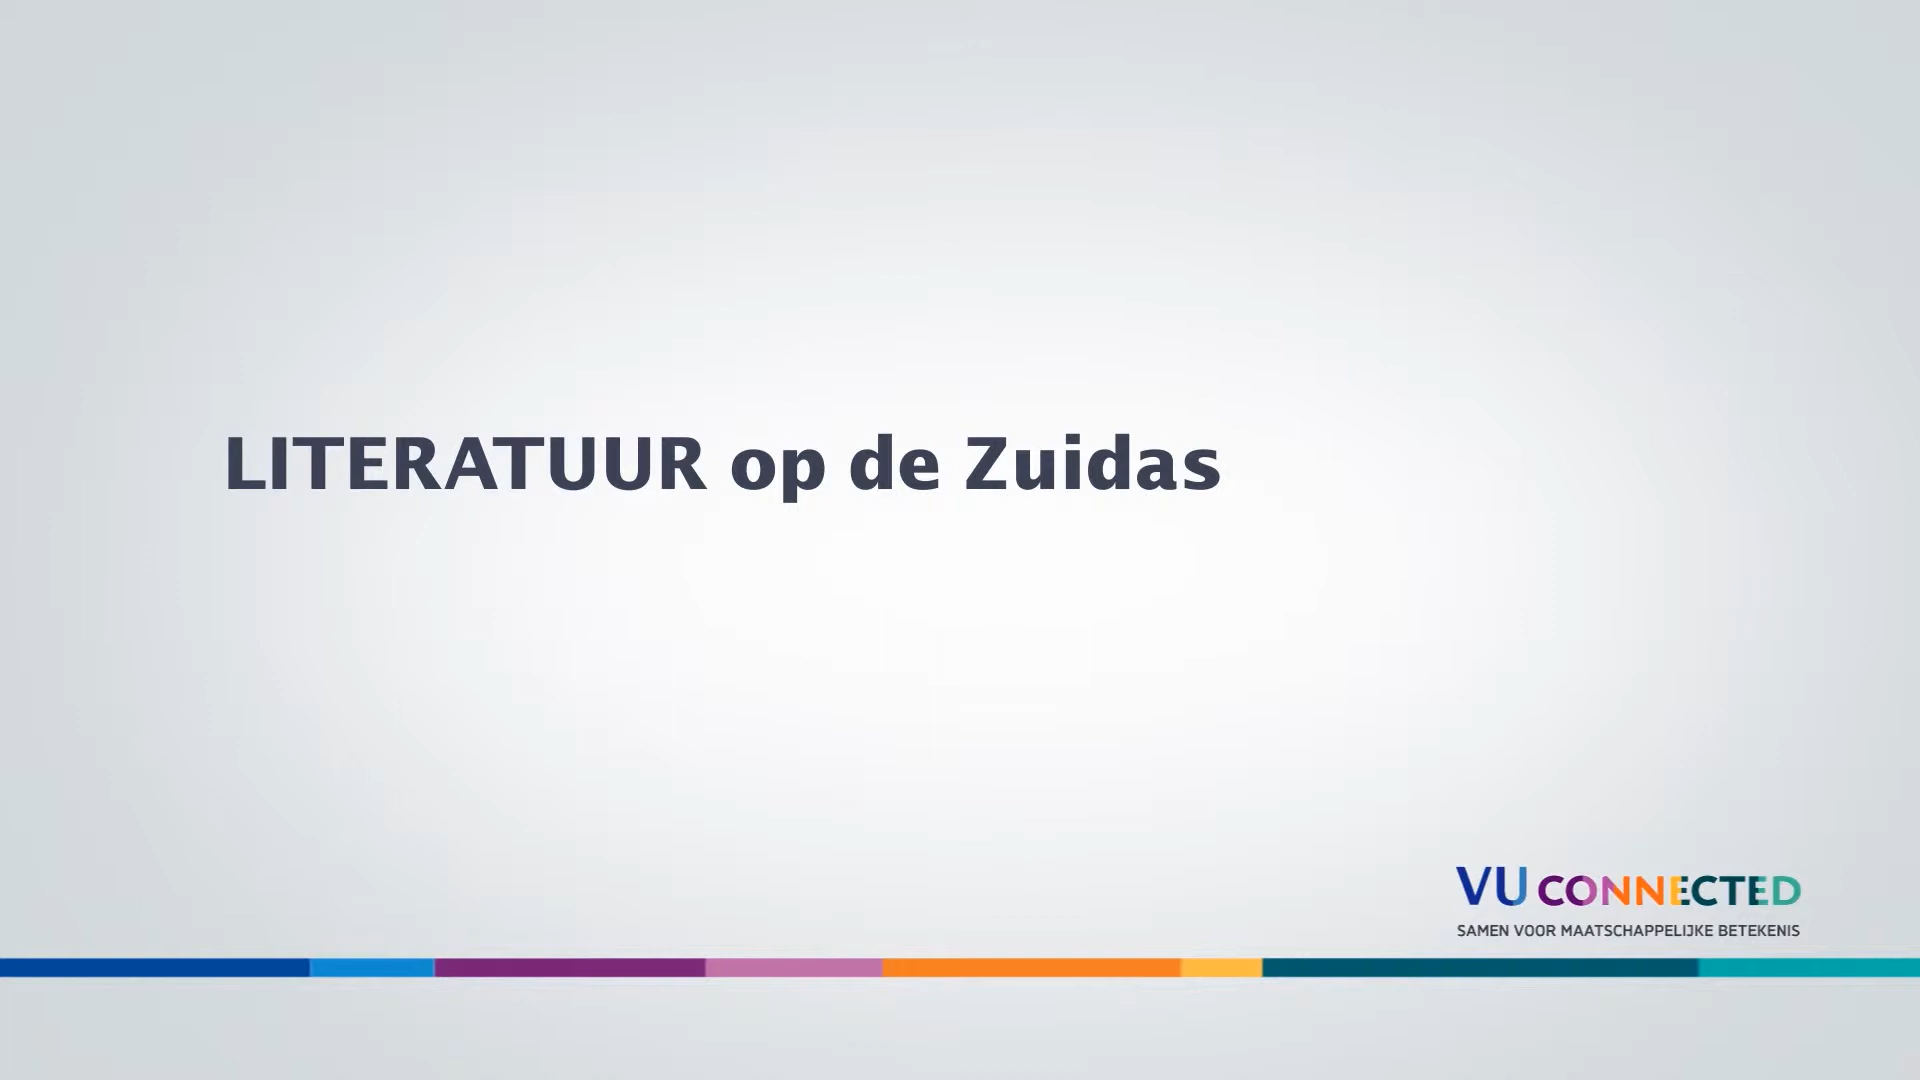 LITERATUUR op de Zuidas
VU CONNECTED
SAMEN VOOR MAATSCHAPPELIJKE BETEKENIS